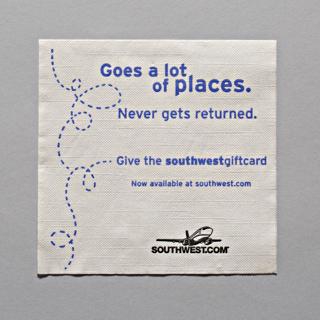 Goes a lot
of places.
Never gets returned.
Give the southwestgiftcard
Now available at southwest.com
SOUTHWEST.COM